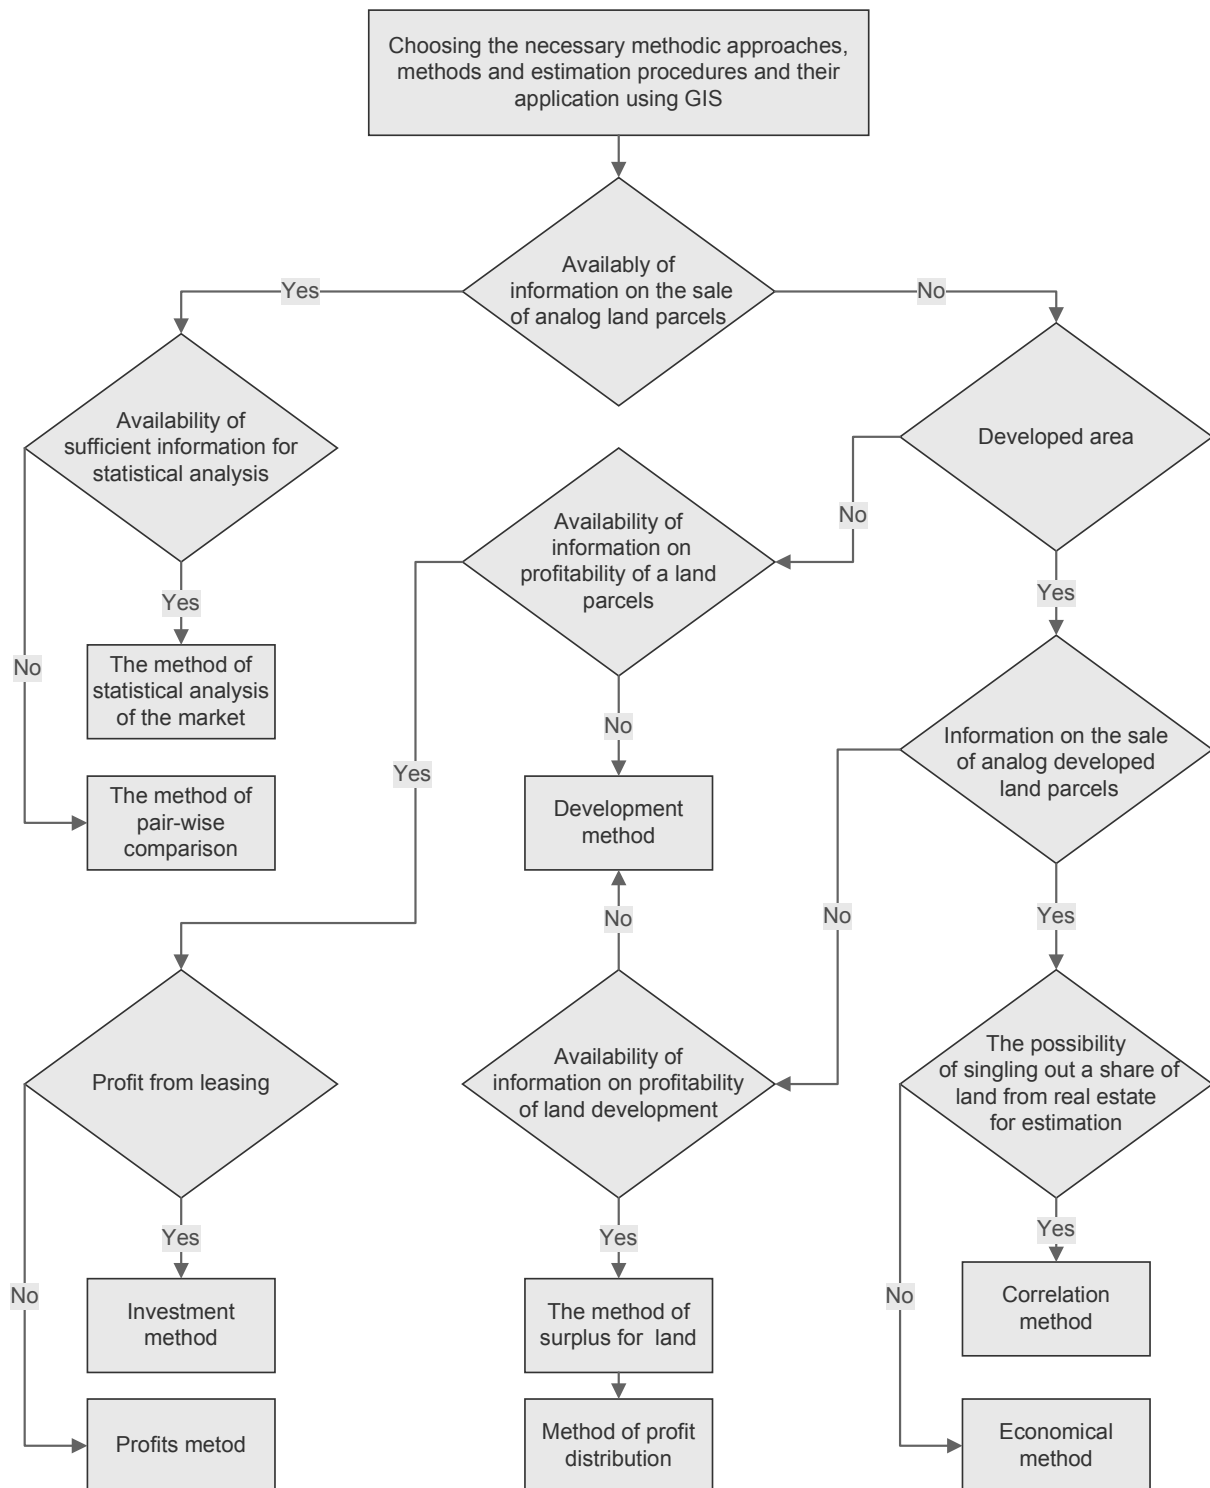 Choosing the necessary methodic approaches,
methods and estimation procedures and their
application using GIS
Availably of
information on the sale
of analog land parcels
Yes
No
Availability of
sufficient information for
statistical analysis
Developed area
Availability of
information on
profitability of a land
parcels
No
Yes
Yes
The method of
statistical analysis
of the market
No
No
Information on the sale
of analog developed
land parcels
Yes
The method of
pair-wise
comparison
Development
method
No
No
Yes
Profit from leasing
Availability of
information on profitability
of land development
The possibility
of singling out a share of
land from real estate
for estimation
Yes
Yes
Yes
No
No
Investment
method
The method of
surplus for  land
Correlation
method
Profits metod
Method of profit
distribution
Economical
method